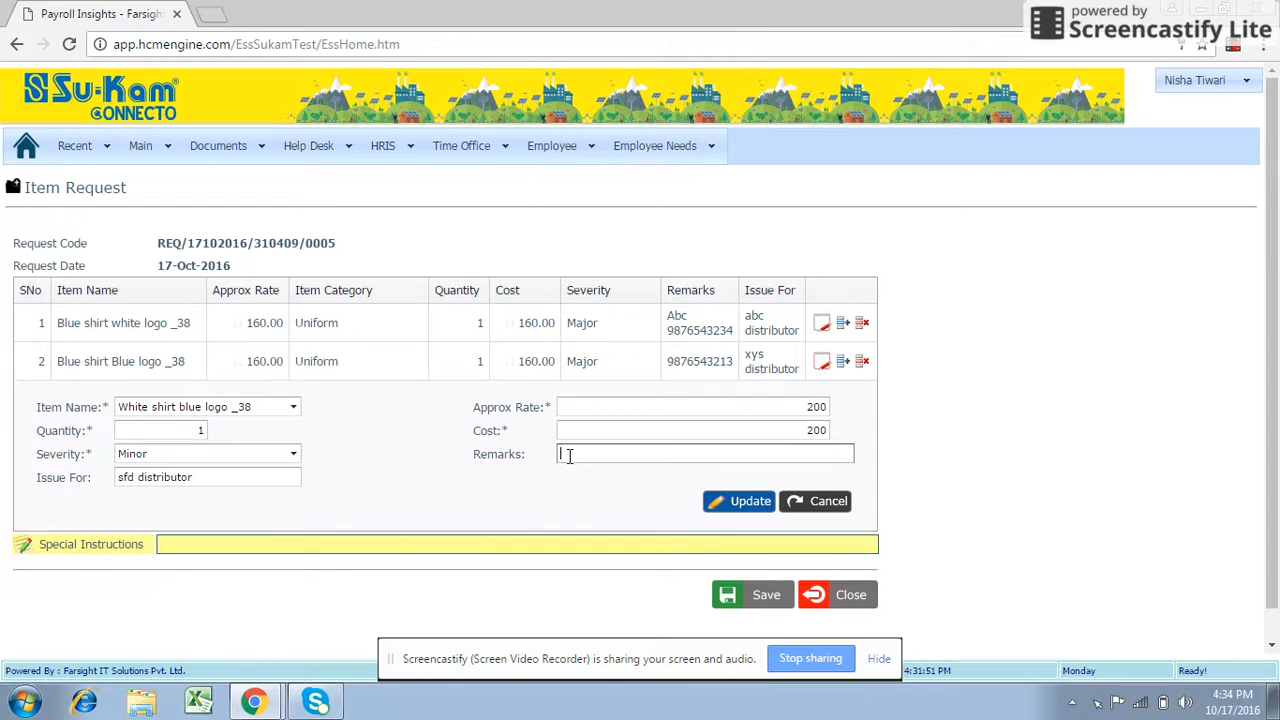 Payroll Insights - Farsigh
powered by
Screencastify Lite
app.hcmengine.com/EssSukamTest/EssHome.htm
Su-Kam®
CONNECTO
Nisha Tiwari
Recent Main Documents Help Desk HRIS Time Office Employee Employee Needs
Item Request
Request Code REQ/17102016/310409/0005
Request Date 17-Oct-2016
SNo Item Name Approx Rate Item Category Quantity Cost Severity Remarks Issue For
1 Blue shirt white logo _38 160.00 Uniform 1 160.00 Major Abc 9876543234 abc distributor
2 Blue shirt Blue logo _38 160.00 Uniform 1 160.00 Major 9876543213 xys distributor
Item Name:* White shirt blue logo _38 Approx Rate:* 200
Quantity:* 1 Cost:* 200
Severity:* Minor Remarks:
Issue For: sfd distributor
Update Cancel
Special Instructions
Save Close
Screencastify (Screen Video Recorder) is sharing your screen and audio. Stop sharing Hide
Powered By : Farsight IT Solutions Pvt. Ltd. 4:31:51 PM Monday Ready!
4:34 PM
10/17/2016